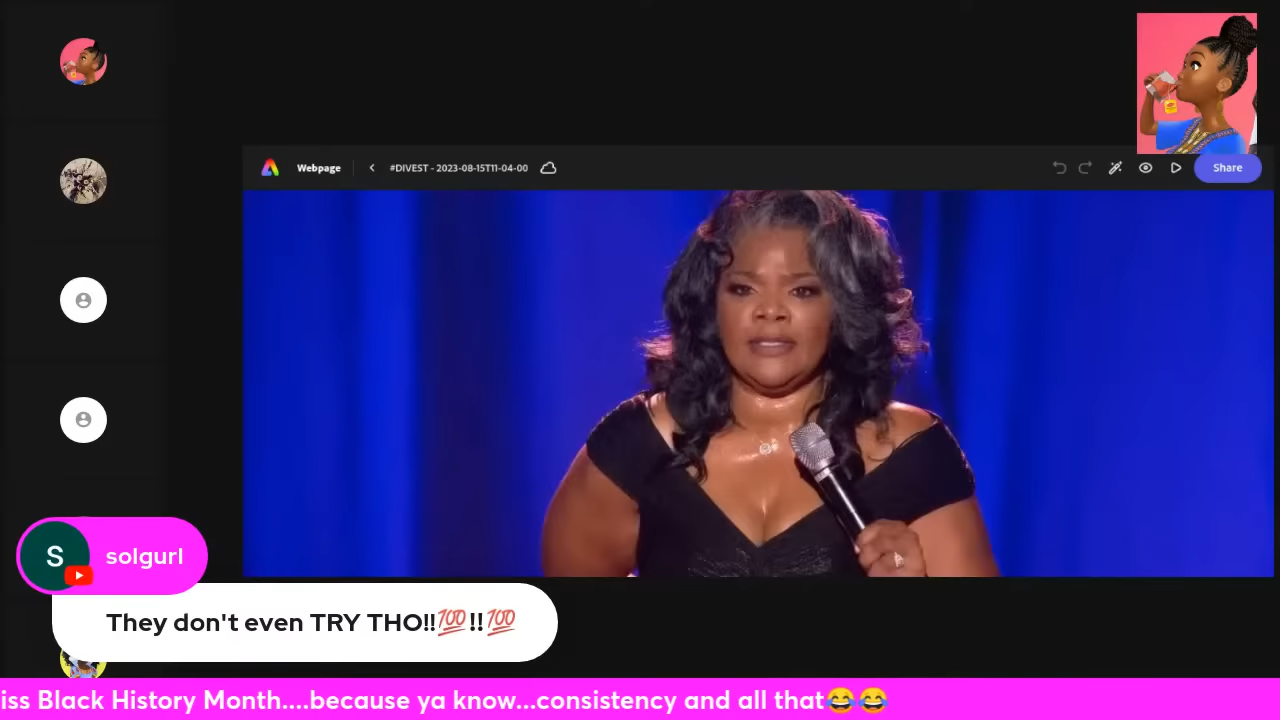 Webpage
#DIVEST - 2023-08-15T11-04-00
Share
S
solgurl
They don't even TRY THO!!💯!!💯
iss Black History Month....because ya know...consistency and all that😂😂